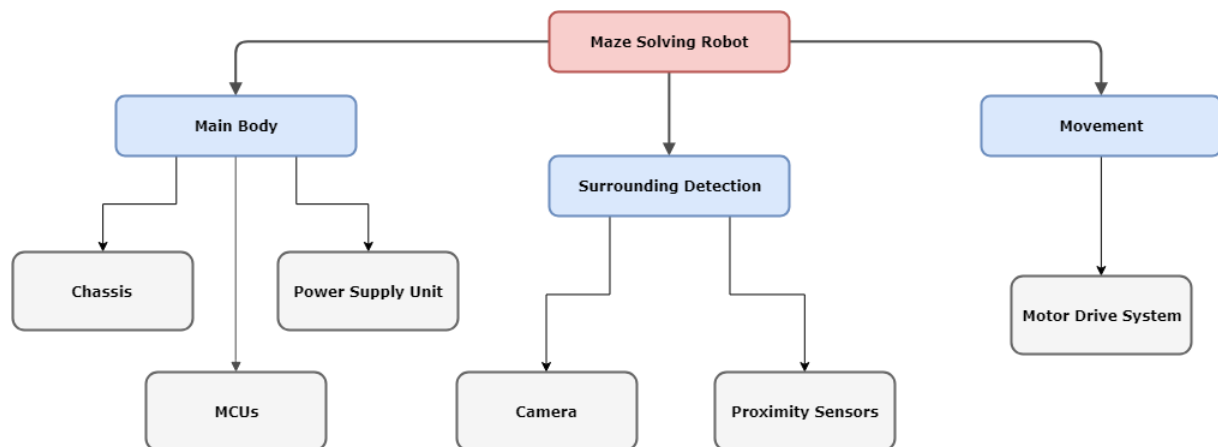 Maze Solving Robot
Main Body
Movement
Surrounding Detection
Chassis
Power Supply Unit
Motor Drive System
MCUs
Camera
Proximity Sensors